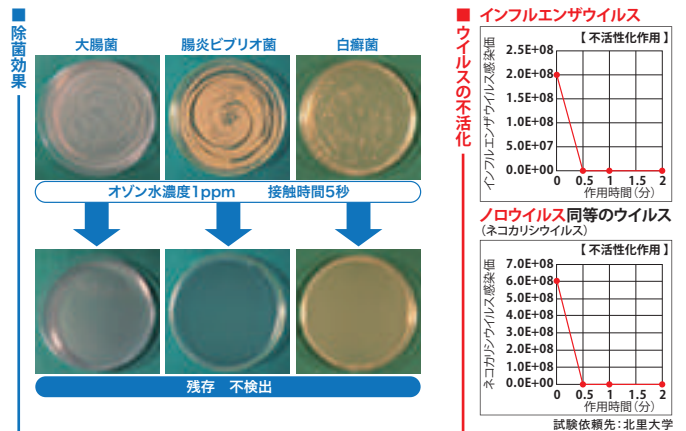 ■除菌効果
大腸菌
腸炎ビブリオ菌
白癬菌
オゾン水濃度1ppm 接触時間5秒
残存 不検出
■ウイルスの不活化
インフルエンザウイルス
【 不活性化作用 】
インフルエンザウイルス感染価
2.5E+08
2.0E+08
1.5E+08
1.0E+08
5.0E+07
0.0E+00
0 0.5 1 1.5 2
作用時間(分)
ノロウイルス同等のウイルス
(ネコカリシウイルス)
【 不活性化作用 】
ネコカリシウイルス感染価
7.0E+08
6.0E+08
5.0E+08
4.0E+08
3.0E+08
2.0E+08
1.0E+08
0.0E+00
0 0.5 1 1.5 2
作用時間(分)
試験依頼先:北里大学